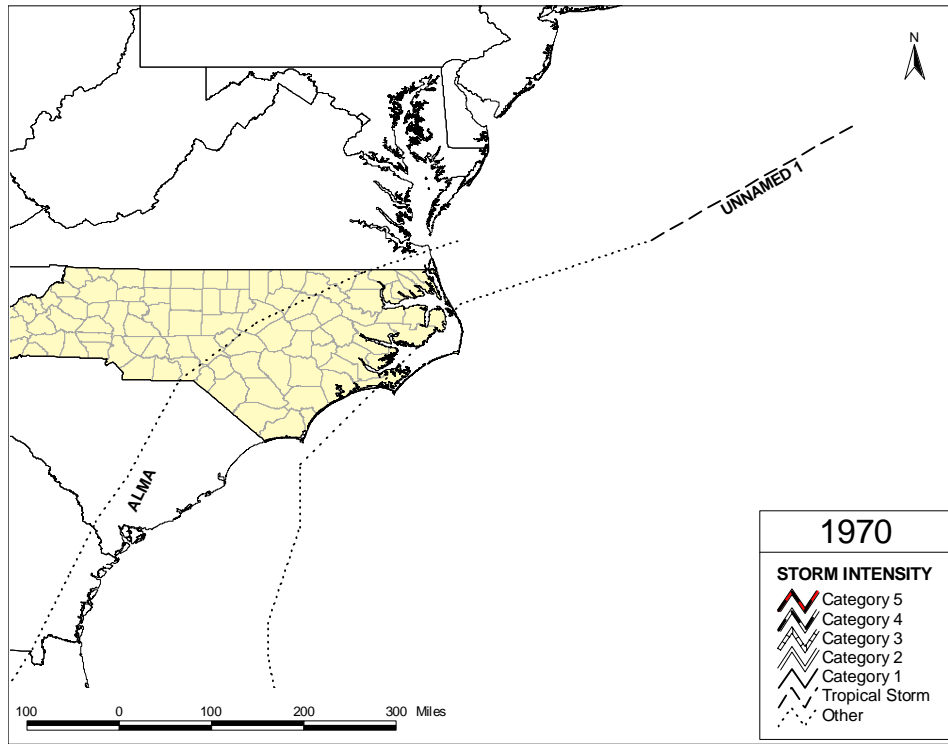 N
UNNAMED 1
ALMA
1970
STORM INTENSITY
Category 5
Category 4
Category 3
Category 2
Category 1
Tropical Storm
Other
100 0 100 200 300 Miles